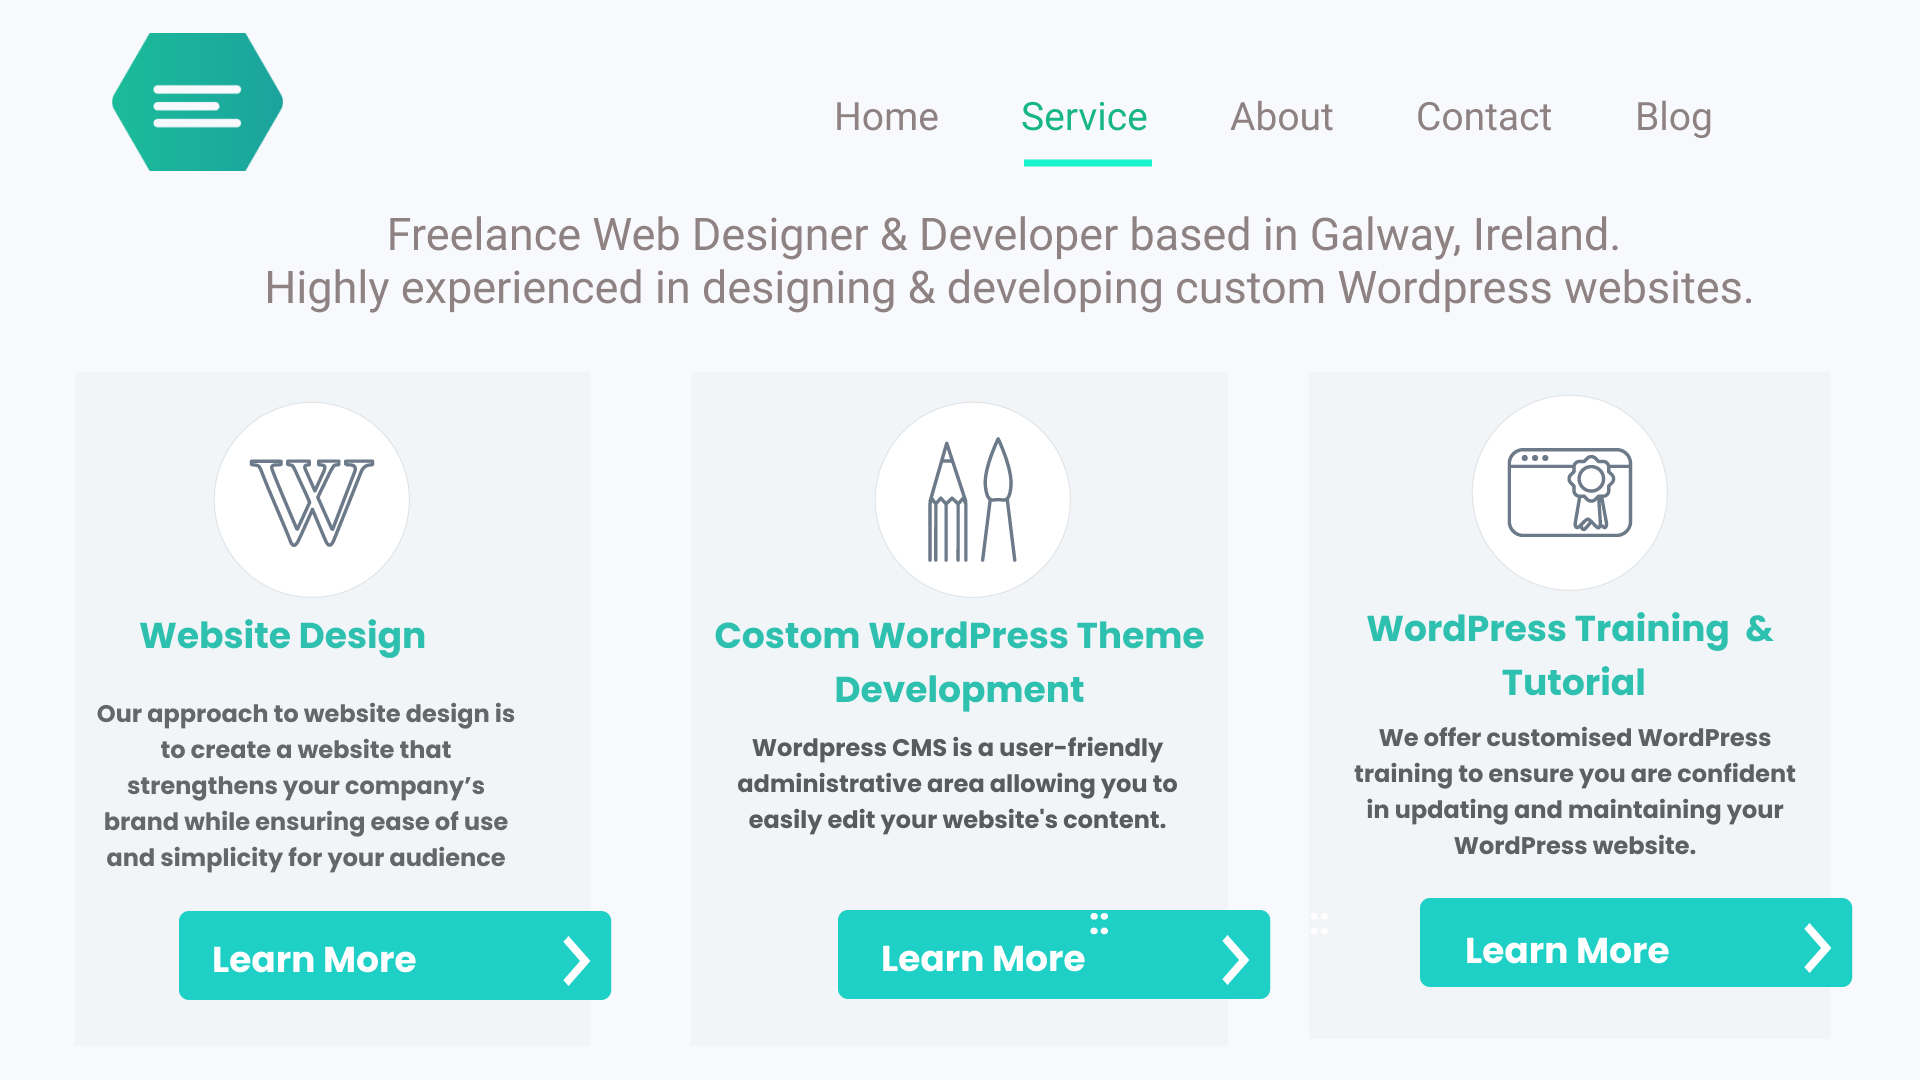 Home Service About Contact Blog
Freelance Web Designer & Developer based in Galway, Ireland.
Highly experienced in designing & developing custom Wordpress websites.
W
Website Design
Our approach to website design is
to create a website that
strengthens your company’s
brand while ensuring ease of use
and simplicity for your audience
Learn More
Costom WordPress Theme
Development
Wordpress CMS is a user-friendly
administrative area allowing you to
easily edit your website's content.
Learn More
WordPress Training &
Tutorial
We offer customised WordPress
training to ensure you are confident
in updating and maintaining your
WordPress website.
Learn More